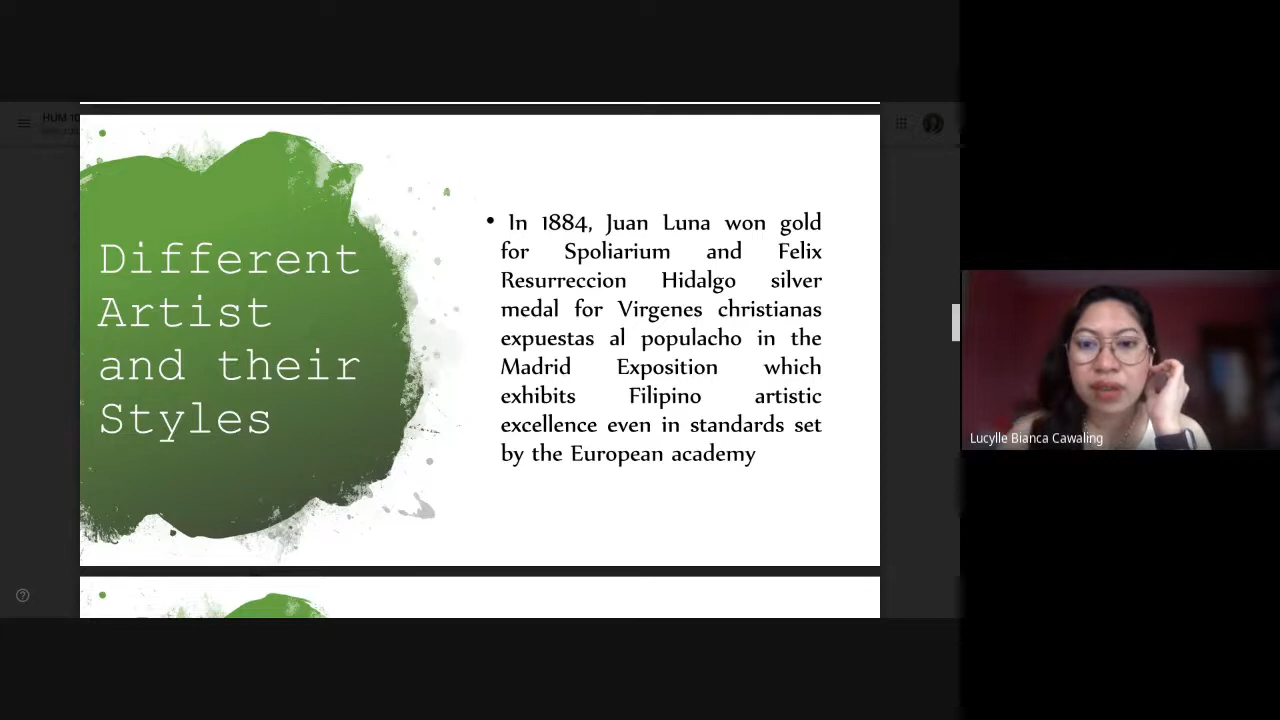 HUM 10
Different
Artist
and their
Styles
• In 1884, Juan Luna won gold
for Spoliarium and Felix
Resurreccion Hidalgo silver
medal for Virgenes christianas
expuestas al populacho in the
Madrid Exposition which
exhibits Filipino artistic
excellence even in standards set
by the European academy
Lucylle Bianca Cawaling